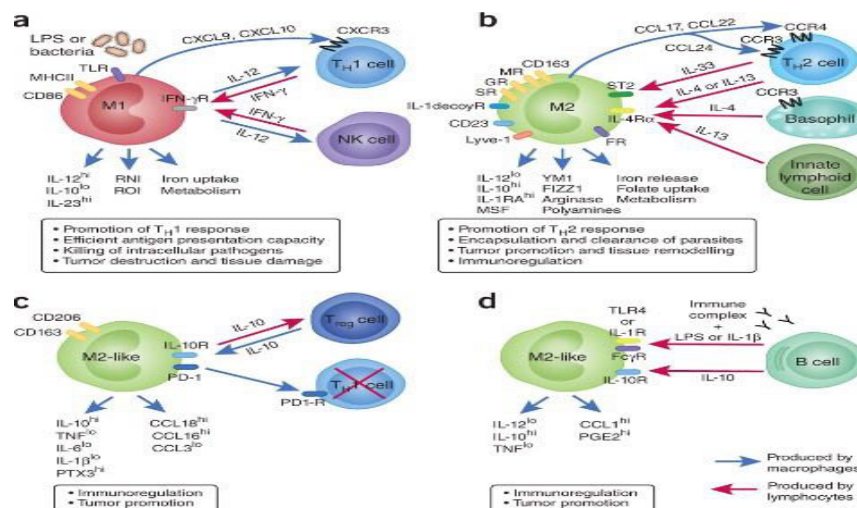 a
LPS or
bacteria
TLR
MHCII
CD86
M1
IFN-γR
CXCL9, CXCL10
CXCR3
TH1 cell
IL-12
IFN-γ
IFN-γ
IL-12
NK cell
IL-12hi
IL-10lo
IL-23hi
RNI
ROI
Iron uptake
Metabolism
• Promotion of TH1 response
• Efficient antigen presentation capacity
• Killing of intracellular pathogens
• Tumor destruction and tissue damage
b
CCL17, CCL22
CCR4
CCR3
CCL24
TH2 cell
CD163
MR
GR
SR
IL-1decoyR
CD23
Lyve-1
M2
ST2
IL-4Rα
FR
IL-33
IL-4 or IL-13
CCR3
IL-4
Basophil
IL-13
Innate
lymphoid
cell
IL-12lo
IL-10hi
IL-1RAhi
MSF
YM1
FIZZ1
Arginase
Polyamines
Iron release
Folate uptake
Metabolism
• Promotion of TH2 response
• Encapsulation and clearance of parasites
• Tumor promotion and tissue remodelling
• Immunoregulation
c
CD206
CD163
M2-like
IL-10R
PD-1
IL-10
IL-10
Treg cell
PD1-R
TH1 cell
IL-10hi
TNFlo
IL-6lo
IL-1βlo
PTX3hi
CCL18hi
CCL16hi
CCL3lo
• Immunoregulation
• Tumor promotion
d
TLR4
or
IL-1R
FcγR
IL-10R
M2-like
Immune
complex
+
LPS or IL-1β
IL-10
B cell
IL-12lo
IL-10hi
TNFlo
CCL1hi
PGE2hi
• Immunoregulation
• Tumor promotion
Produced by
macrophages
Produced by
lymphocytes